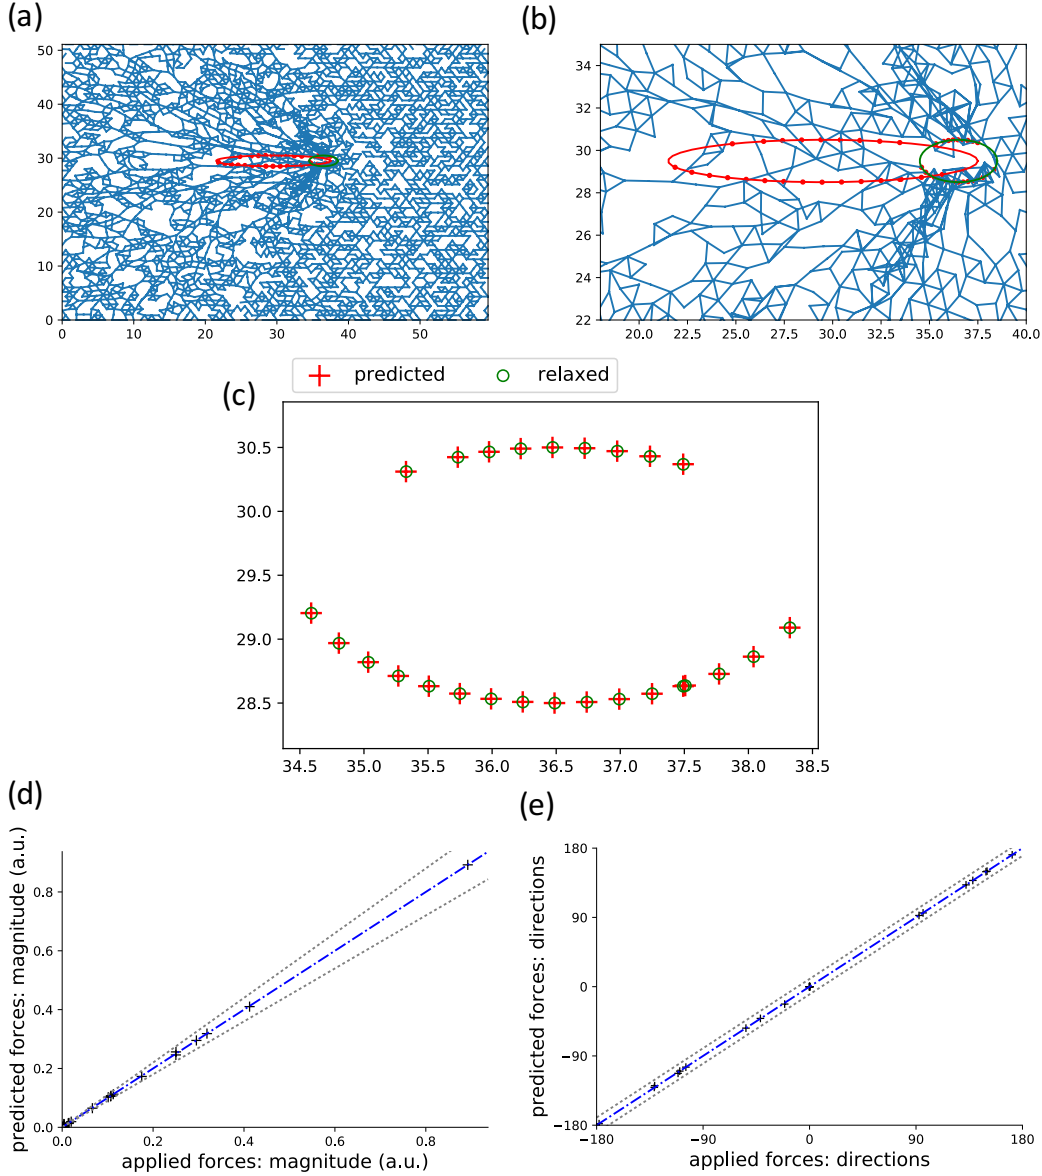 (a)
(b)
50
40
30
20
10
0
0 10 20 30 40 50
34
32
30
28
26
24
22
20.0 22.5 25.0 27.5 30.0 32.5 35.0 37.5 40.0
predicted relaxed
(c)
30.5
30.0
29.5
29.0
28.5
34.5 35.0 35.5 36.0 36.5 37.0 37.5 38.0 38.5
(d)
(e)
predicted forces: magnitude (a.u.)
0.8
0.6
0.4
0.2
0.0
0.0 0.2 0.4 0.6 0.8
applied forces: magnitude (a.u.)
predicted forces: directions
180
90
0
−90
−180
−180 −90 0 90 180
applied forces: directions